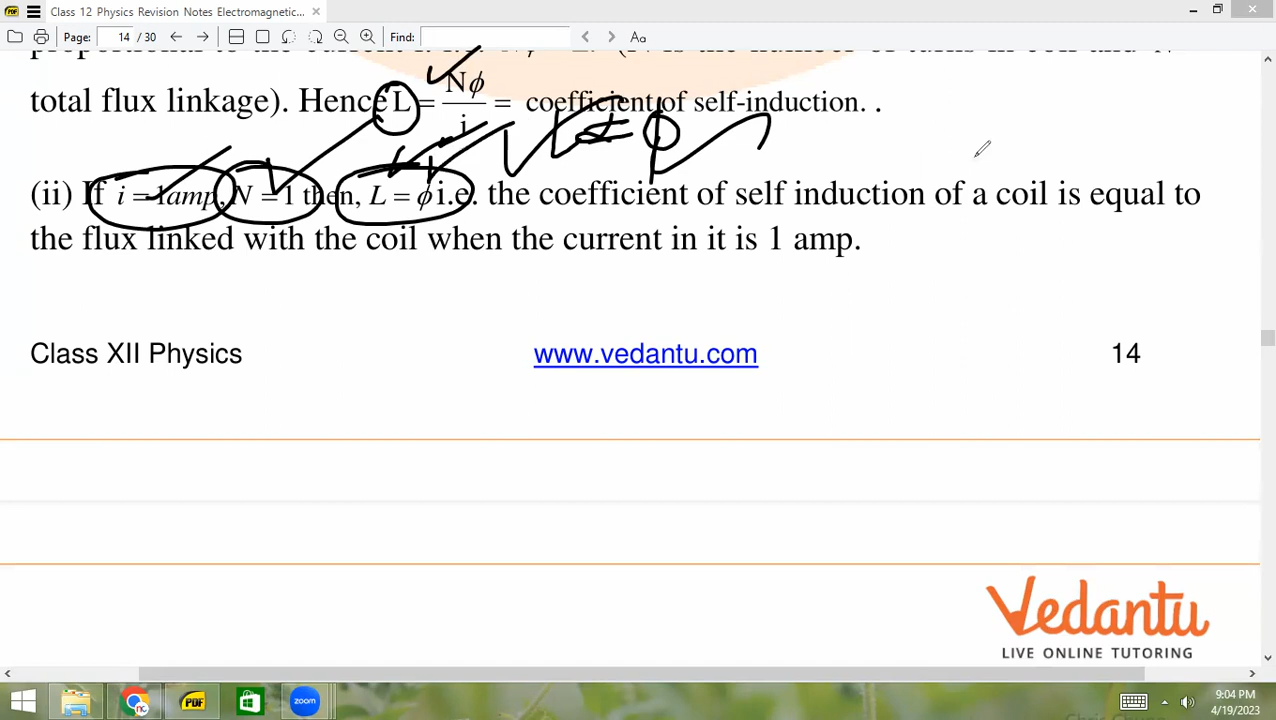 Class 12 Physics Revision Notes Electromagnetic...
Page: 14 / 30 Find: Aa
total flux linkage). Hence L = Nϕ / i = coefficient of self-induction. .
L = ϕ
(ii) If i = 1amp, N = 1 then, L = ϕ i.e. the coefficient of self induction of a coil is equal to
the flux linked with the coil when the current in it is 1 amp.
Class XII Physics www.vedantu.com 14
Vedantu
LIVE ONLINE TUTORING
PDF zoom
9:04 PM
4/19/2023